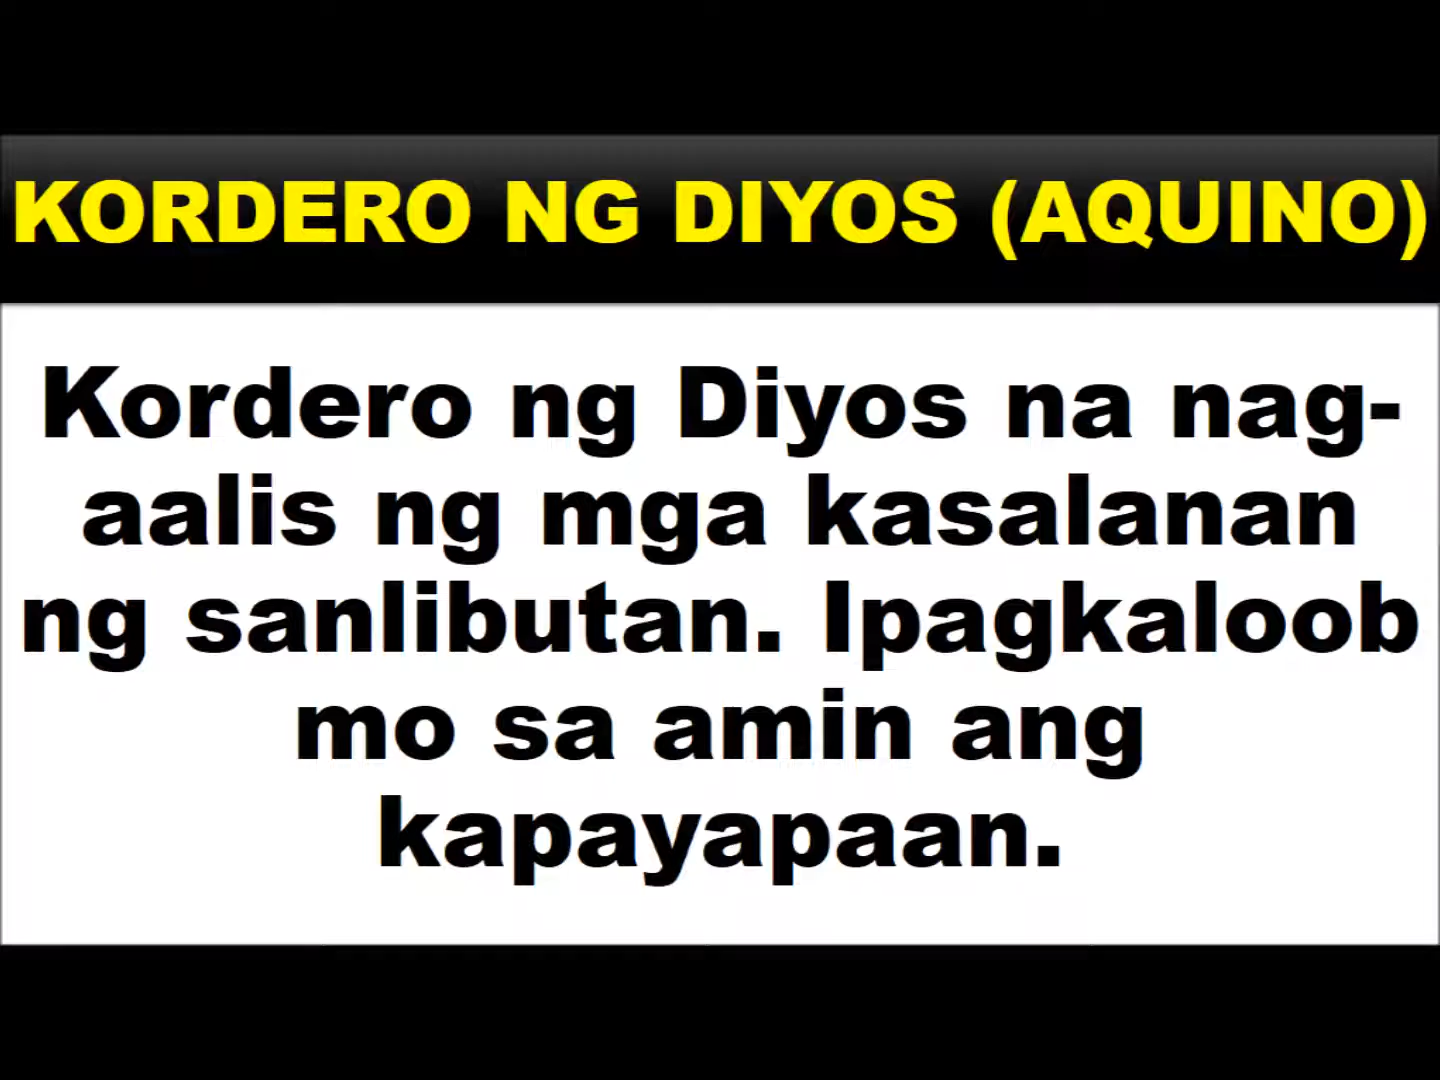 KORDERO NG DIYOS (AQUINO)
Kordero ng Diyos na nag-
aalis ng mga kasalanan
ng sanlibutan. Ipagkaloob
mo sa amin ang
kapayapaan.